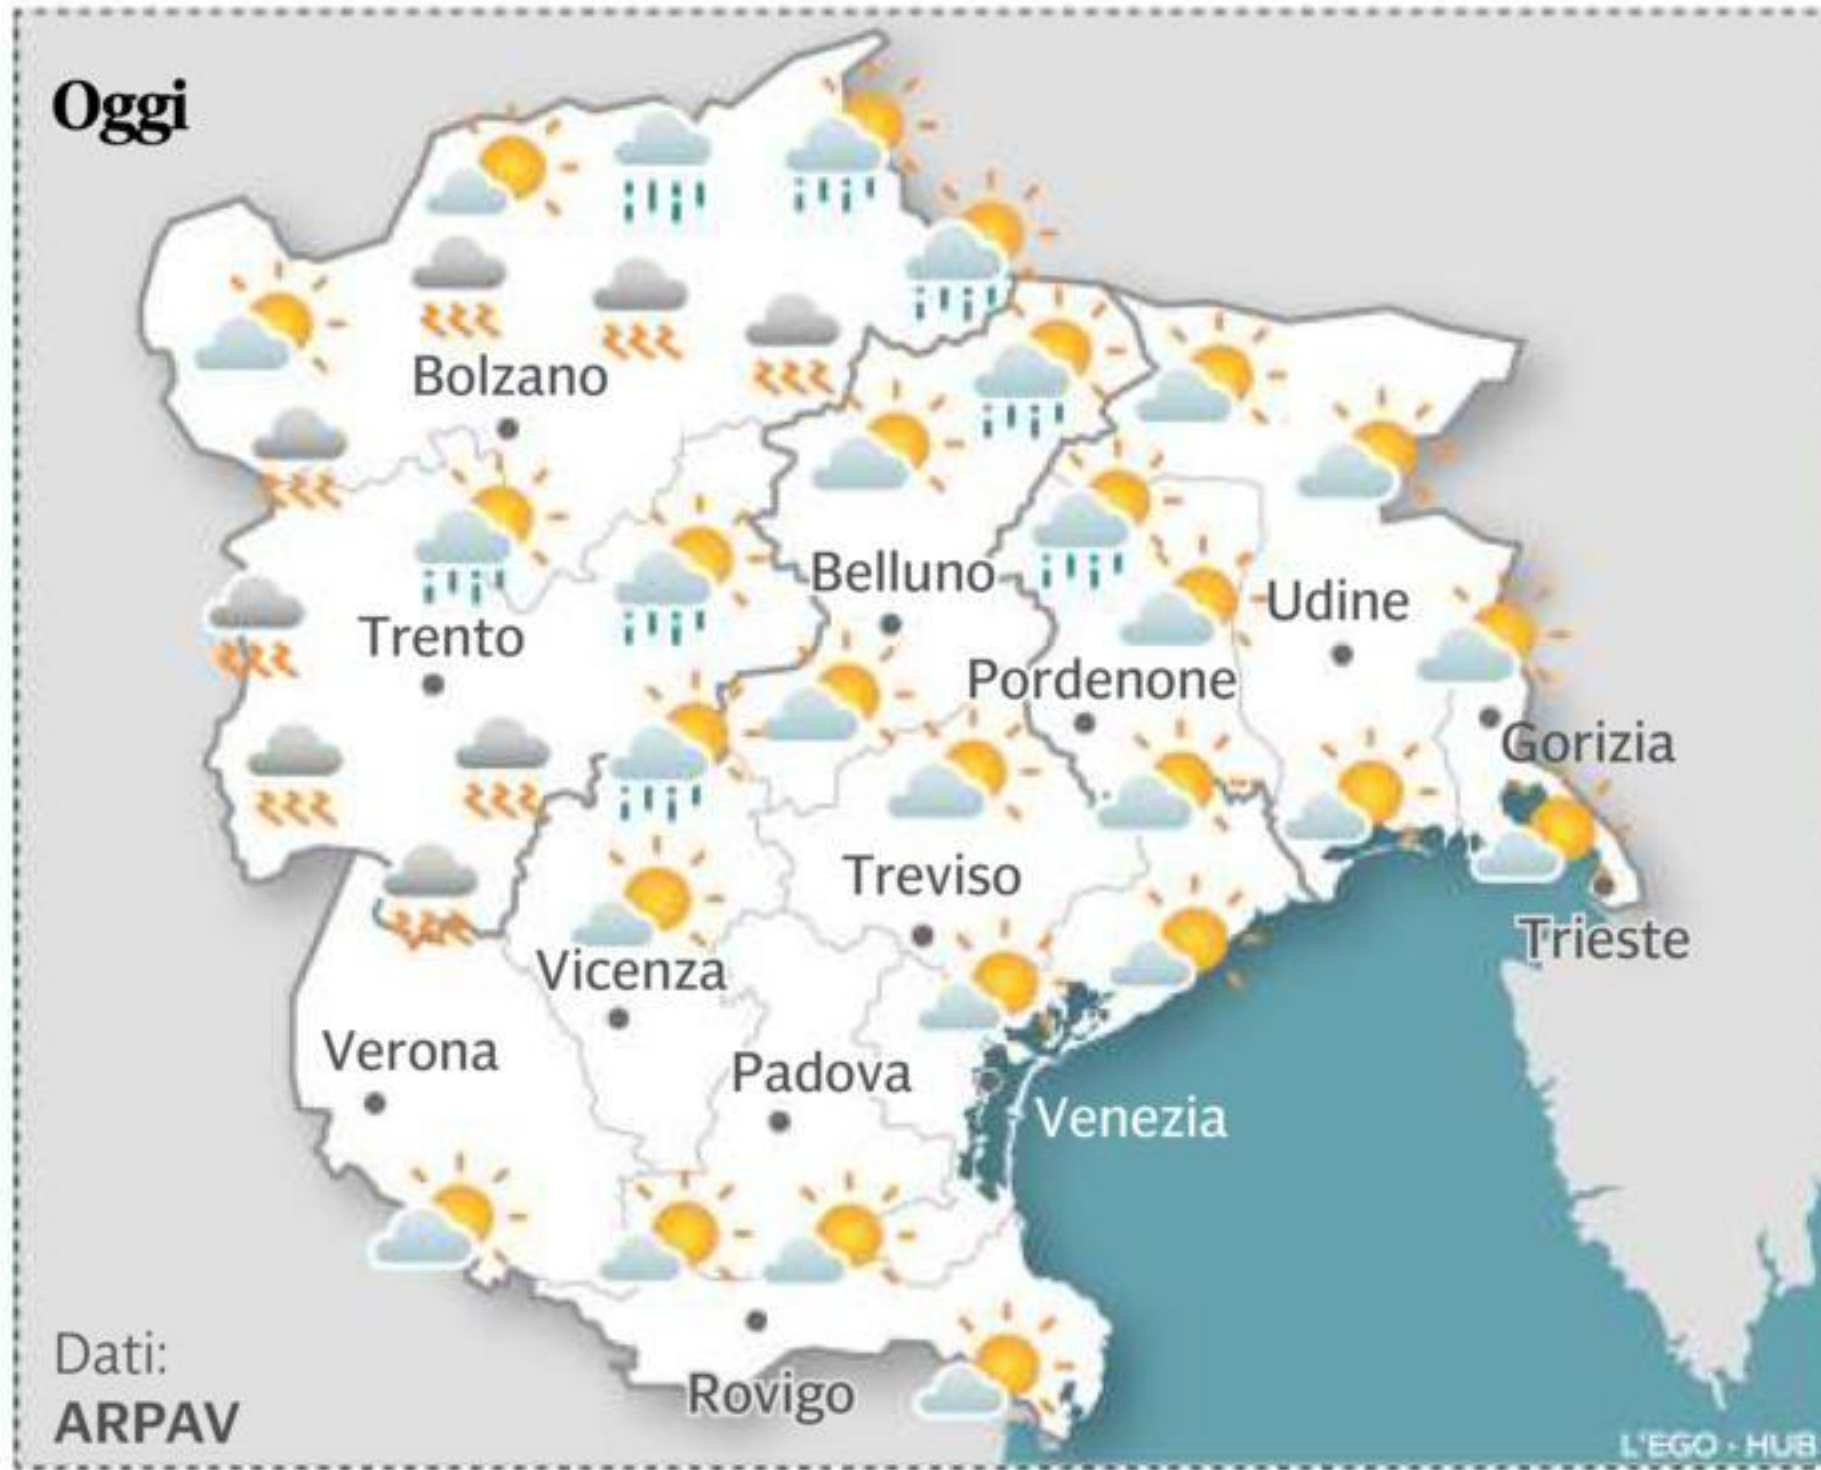 Oggi
Bolzano
Trento
Belluno
Udine
Pordenone
Gorizia
Treviso
Trieste
Vicenza
Verona
Padova
Venezia
Rovigo
Dati:
ARPAV
L'EGO - HUB